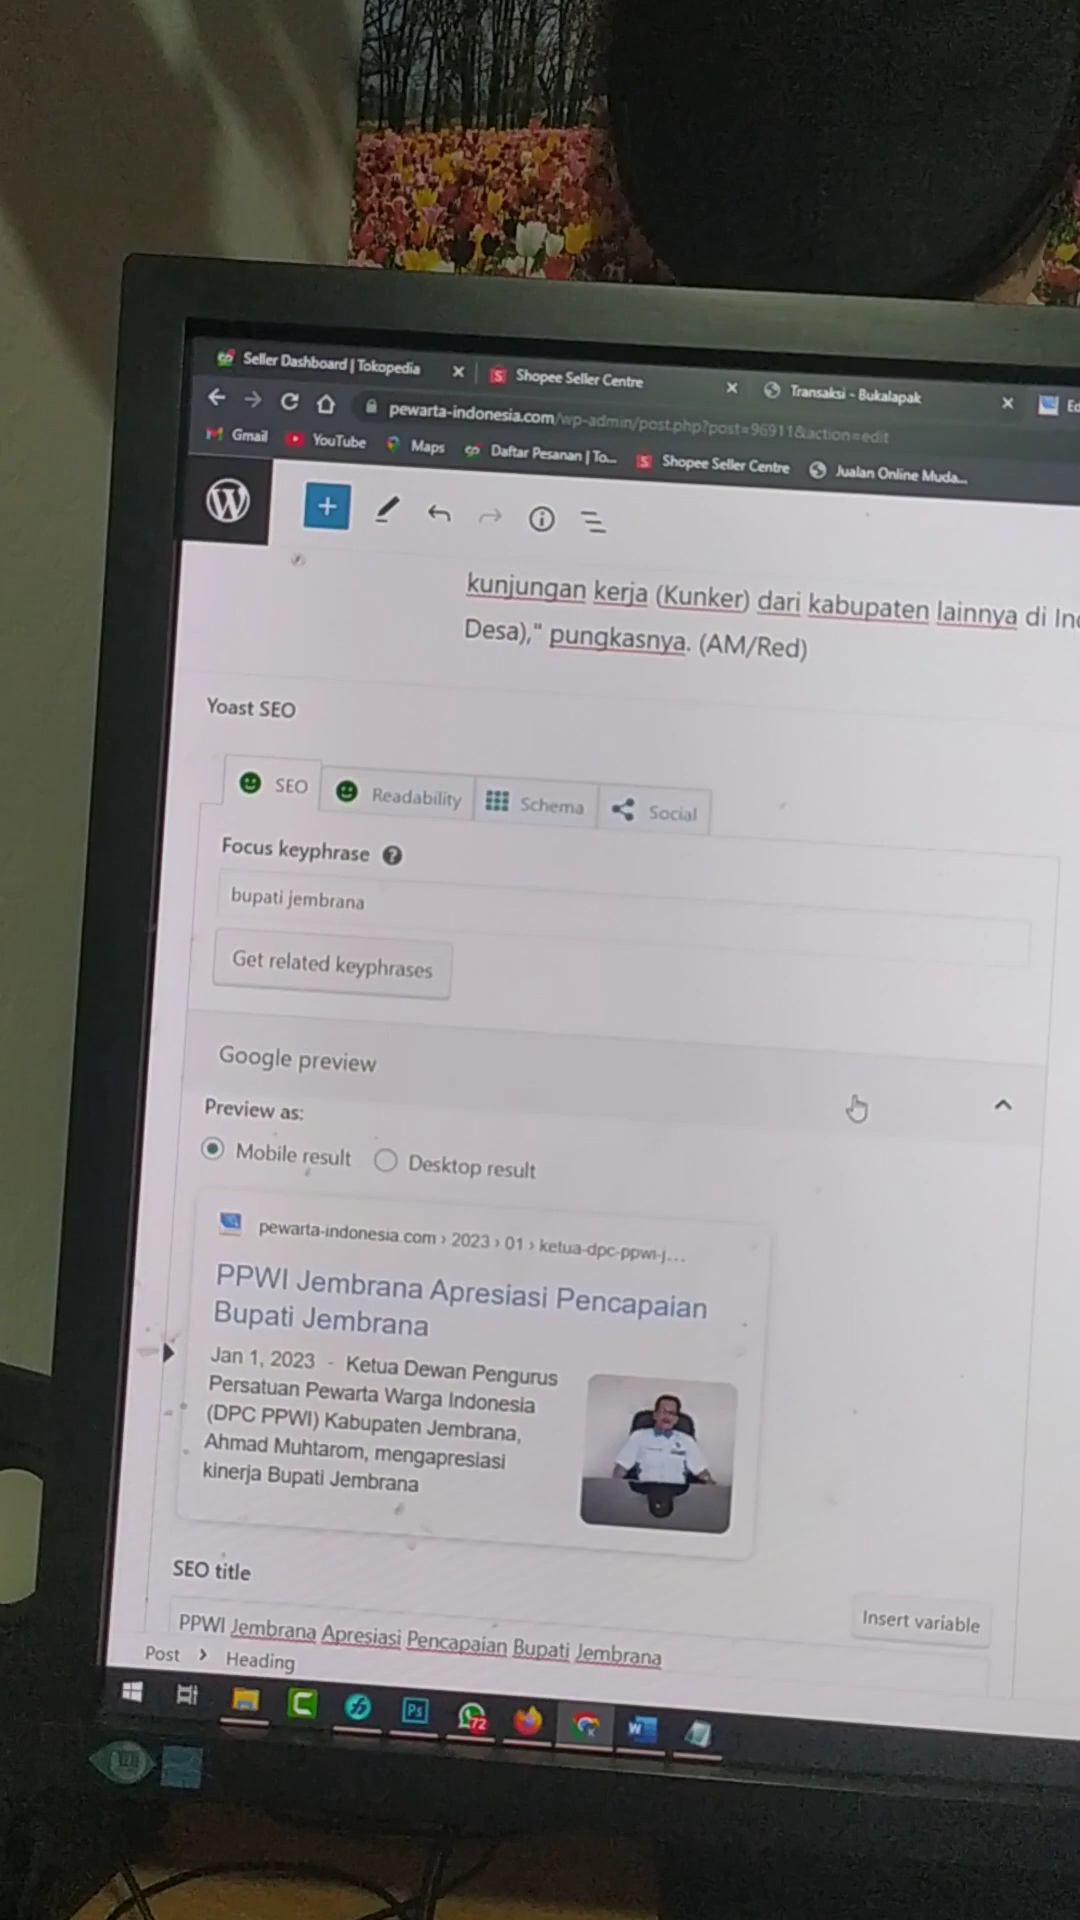 Seller Dashboard | Tokopedia
Shopee Seller Centre
Transaksi - Bukalapak
Ed
pewarta-indonesia.com/wp-admin/post.php?post=96911&action=edit
Gmail
YouTube
Maps
Daftar Pesanan | To...
Shopee Seller Centre
Jualan Online Muda...
kunjungan kerja (Kunker) dari kabupaten lainnya di Ind
Desa)," pungkasnya. (AM/Red)
Yoast SEO
SEO
Readability
Schema
Social
Focus keyphrase
bupati jembrana
Get related keyphrases
Google preview
Preview as:
Mobile result
Desktop result
pewarta-indonesia.com › 2023 › 01 › ketua-dpc-ppwi-j...
PPWI Jembrana Apresiasi Pencapaian
Bupati Jembrana
Jan 1, 2023 - Ketua Dewan Pengurus
Persatuan Pewarta Warga Indonesia
(DPC PPWI) Kabupaten Jembrana,
Ahmad Muhtarom, mengapresiasi
kinerja Bupati Jembrana
SEO title
Insert variable
PPWI Jembrana Apresiasi Pencapaian Bupati Jembrana
Post › Heading
Ps
72